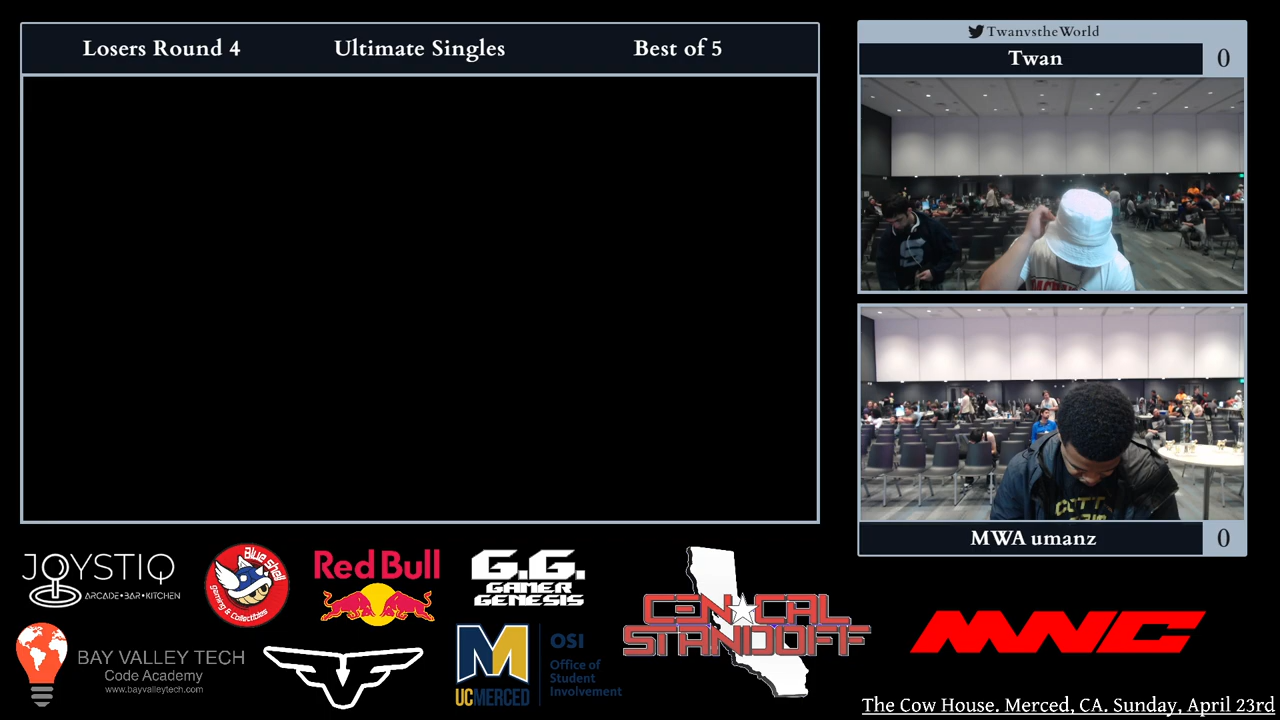 Losers Round 4
Ultimate Singles
Best of 5
TwanvstheWorld
Twan
0
MWA umanz
0
JOYSTIQ
ARCADE•BAR•KITCHEN
Blue Shell
Gaming & Collectibles
Red Bull
G.G.
GAMER
GENESIS
CEN CAL
STANDOFF
MNC
BAY VALLEY TECH
Code Academy
www.bayvalleytech.com
M
UCMERCED
OSI
Office of
Student
Involvement
The Cow House. Merced, CA. Sunday, April 23rd